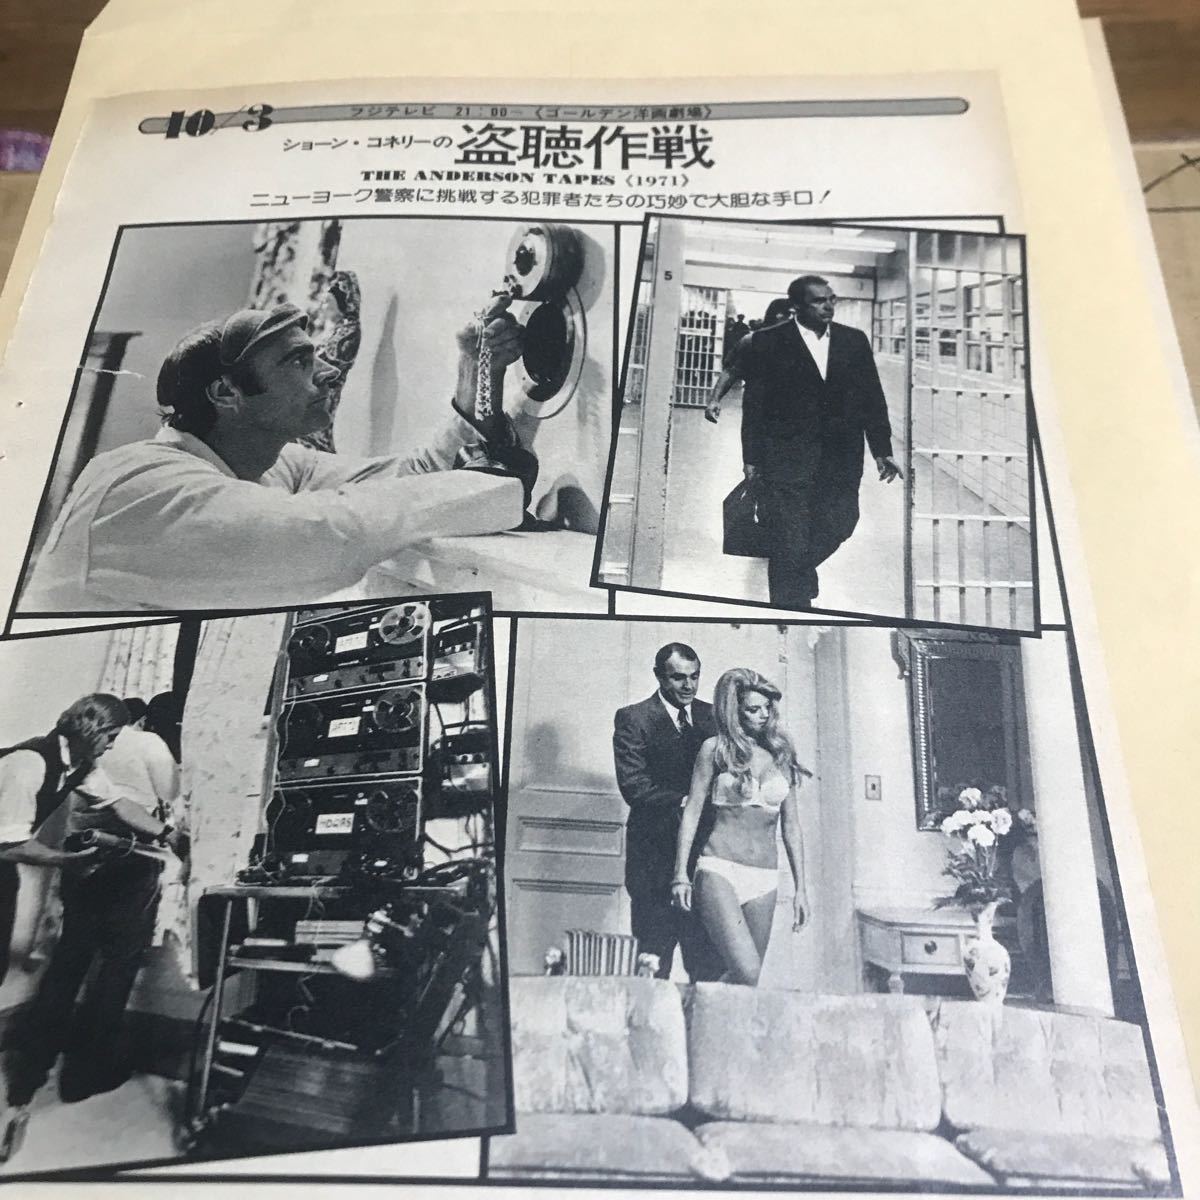 10/3
フジテレビ 21:00〜〈ゴールデン洋画劇場〉
ショーン・コネリーの 盗聴作戦
THE ANDERSON TAPES〈1971〉
ニューヨーク警察に挑戦する犯罪者たちの巧妙で大胆な手口!
5